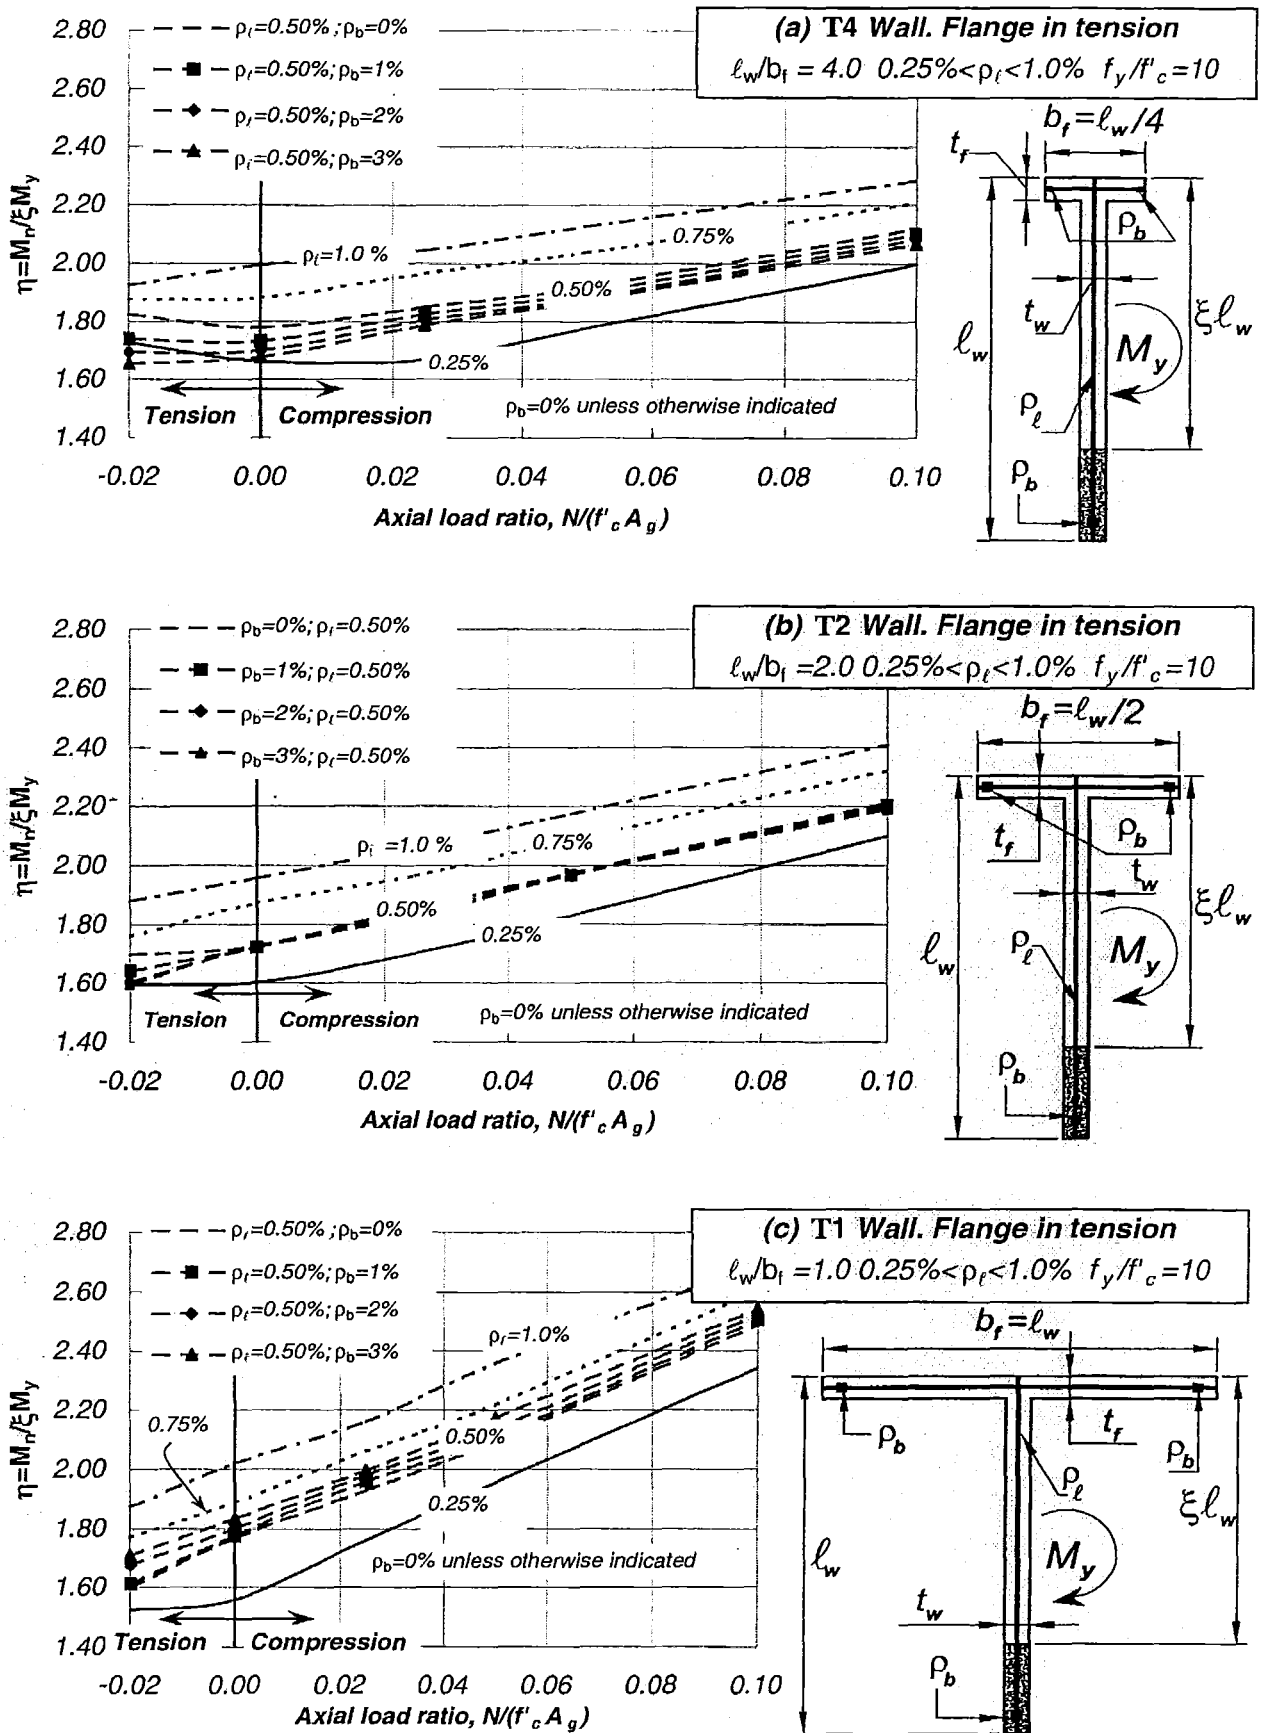 (a) T4 Wall. Flange in tension
ℓw/bf = 4.0 0.25%<ρℓ<1.0% fy/f'c=10
2.80
2.60
2.40
2.20
2.00
1.80
1.60
1.40
η=Mn/ξMy
ρℓ=0.50%;ρb=0%
ρℓ=0.50%;ρb=1%
ρℓ=0.50%;ρb=2%
ρℓ=0.50%;ρb=3%
ρℓ=1.0 %
0.75%
0.50%
0.25%
Tension
Compression
ρb=0% unless otherwise indicated
-0.02 0.00 0.02 0.04 0.06 0.08 0.10
Axial load ratio, N/(f'c Ag)
bf=ℓw/4
tf
ρb
tw
ℓw
ξℓw
My
ρℓ
ρb
(b) T2 Wall. Flange in tension
ℓw/bf =2.0 0.25%<ρℓ<1.0% fy/f'c=10
2.80
2.60
2.40
2.20
2.00
1.80
1.60
1.40
η=Mn/ξMy
ρb=0%;ρℓ=0.50%
ρb=1%;ρℓ=0.50%
ρb=2%;ρℓ=0.50%
ρb=3%;ρℓ=0.50%
ρℓ =1.0 %
0.75%
0.50%
0.25%
Tension
Compression
ρb=0% unless otherwise indicated
-0.02 0.00 0.02 0.04 0.06 0.08 0.10
Axial load ratio, N/(f'c Ag)
bf=ℓw/2
tf
ρb
tw
ξℓw
ℓw
ρℓ
My
ρb
(c) T1 Wall. Flange in tension
ℓw/bf =1.0 0.25%<ρℓ<1.0% fy/f'c=10
2.80
2.60
2.40
2.20
2.00
1.80
1.60
1.40
η=Mn/ξMy
ρℓ=0.50%;ρb=0%
ρℓ=0.50%;ρb=1%
ρℓ=0.50%;ρb=2%
ρℓ=0.50%;ρb=3%
ρℓ=1.0%
0.75%
0.50%
0.25%
ρb=0% unless otherwise indicated
Tension
Compression
-0.02 0.00 0.02 0.04 0.06 0.08 0.10
Axial load ratio, N/(f'c Ag)
bf=ℓw
ρb
tf
ρb
ρℓ
ξℓw
ℓw
My
tw
ρb